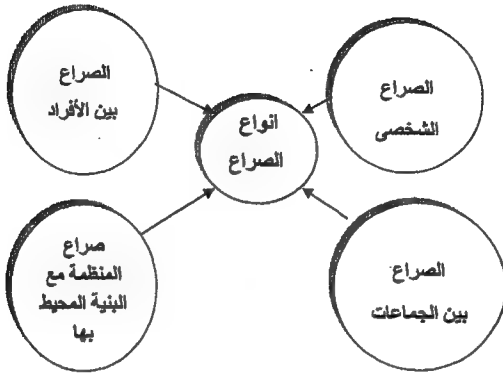 الصراع
الشخصى
الصراع
بين الأفراد
انواع
الصراع
الصراع
بين الجماعات
صراع
المنظمة مع
البنية المحيط
بها